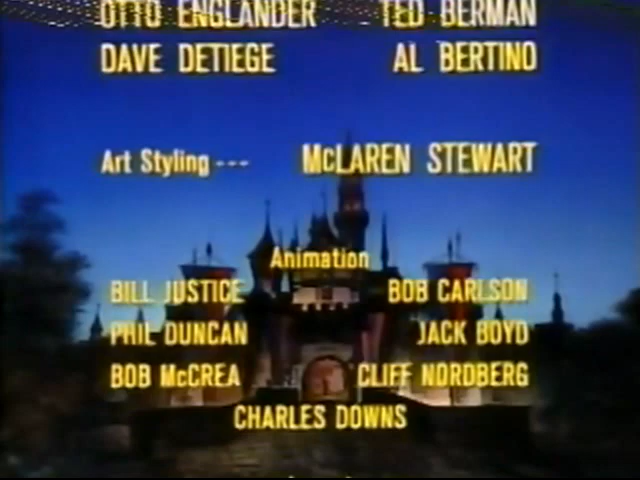 OTTO ENGLANDER TED BERMAN
DAVE DETIEGE AL BERTINO
Art Styling --- McLAREN STEWART
Animation
BILL JUSTICE BOB CARLSON
PHIL DUNCAN JACK BOYD
BOB McCREA CLIFF NORDBERG
CHARLES DOWNS